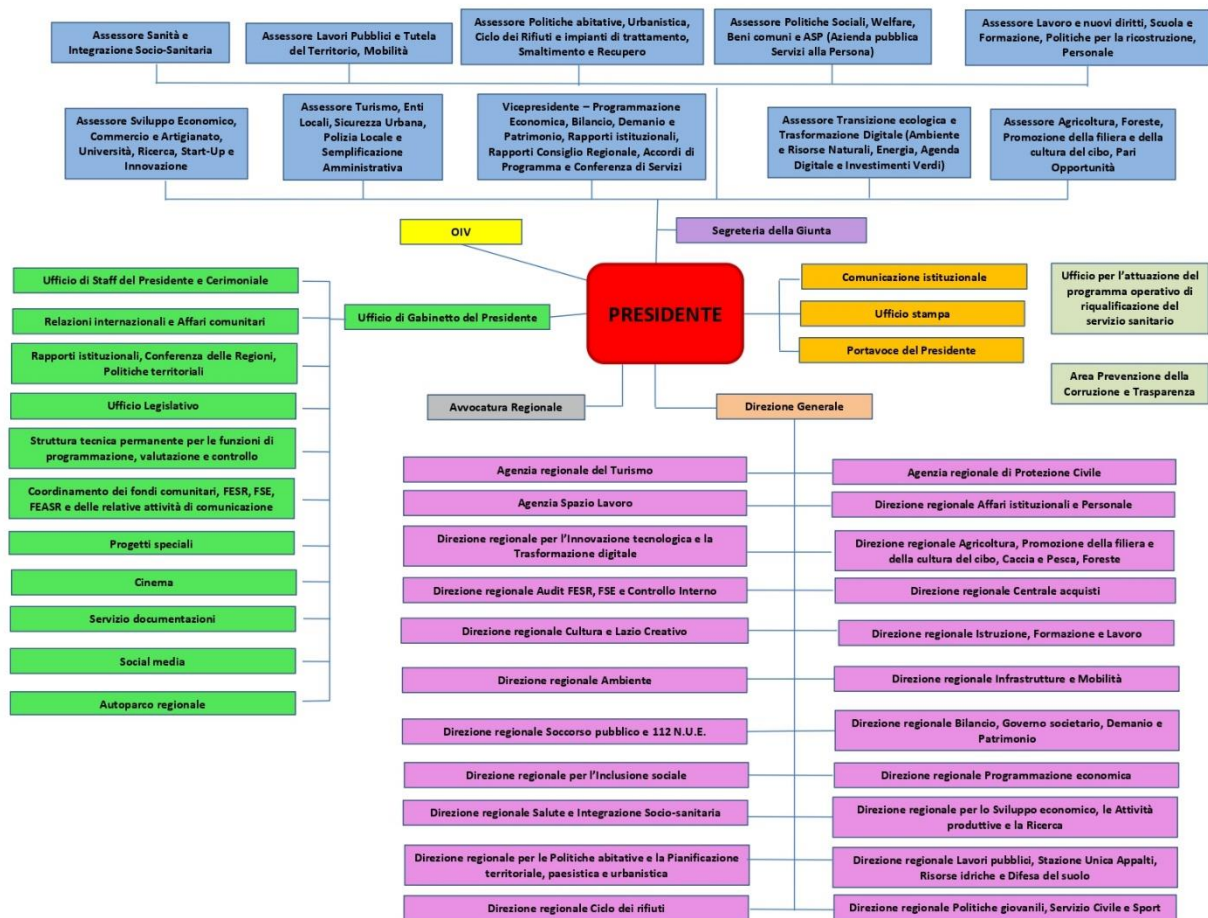 Assessore Sanità e
Integrazione Socio-Sanitaria
Assessore Lavori Pubblici e Tutela
del Territorio, Mobilità
Assessore Politiche abitative, Urbanistica,
Ciclo dei Rifiuti e impianti di trattamento,
Smaltimento e Recupero
Assessore Politiche Sociali, Welfare,
Beni comuni e ASP (Azienda pubblica
Servizi alla Persona)
Assessore Lavoro e nuovi diritti, Scuola e
Formazione, Politiche per la ricostruzione,
Personale
Assessore Sviluppo Economico,
Commercio e Artigianato,
Università, Ricerca, Start-Up e
Innovazione
Assessore Turismo, Enti
Locali, Sicurezza Urbana,
Polizia Locale e
Semplificazione
Amministrativa
Vicepresidente – Programmazione
Economica, Bilancio, Demanio e
Patrimonio, Rapporti istituzionali,
Rapporti Consiglio Regionale, Accordi di
Programma e Conferenza di Servizi
Assessore Transizione ecologica e
Trasformazione Digitale (Ambiente
e Risorse Naturali, Energia, Agenda
Digitale e Investimenti Verdi)
Assessore Agricoltura, Foreste,
Promozione della filiera e della
cultura del cibo, Pari
Opportunità
OIV
Segreteria della Giunta
PRESIDENTE
Ufficio di Gabinetto del Presidente
Ufficio di Staff del Presidente e Cerimoniale
Relazioni internazionali e Affari comunitari
Rapporti istituzionali, Conferenza delle Regioni,
Politiche territoriali
Ufficio Legislativo
Struttura tecnica permanente per le funzioni di
programmazione, valutazione e controllo
Coordinamento dei fondi comunitari, FESR, FSE,
FEASR e delle relative attività di comunicazione
Progetti speciali
Cinema
Servizio documentazioni
Social media
Autoparco regionale
Comunicazione istituzionale
Ufficio stampa
Portavoce del Presidente
Ufficio per l’attuazione del
programma operativo di
riqualificazione del
servizio sanitario
Area Prevenzione della
Corruzione e Trasparenza
Avvocatura Regionale
Direzione Generale
Agenzia regionale del Turismo
Agenzia regionale di Protezione Civile
Agenzia Spazio Lavoro
Direzione regionale Affari istituzionali e Personale
Direzione regionale per l’Innovazione tecnologica e la
Trasformazione digitale
Direzione regionale Agricoltura, Promozione della filiera e
della cultura del cibo, Caccia e Pesca, Foreste
Direzione regionale Audit FESR, FSE e Controllo Interno
Direzione regionale Centrale acquisti
Direzione regionale Cultura e Lazio Creativo
Direzione regionale Istruzione, Formazione e Lavoro
Direzione regionale Ambiente
Direzione regionale Infrastrutture e Mobilità
Direzione regionale Soccorso pubblico e 112 N.U.E.
Direzione regionale Bilancio, Governo societario, Demanio e
Patrimonio
Direzione regionale per l’Inclusione sociale
Direzione regionale Programmazione economica
Direzione regionale Salute e Integrazione Socio-sanitaria
Direzione regionale per lo Sviluppo economico, le Attività
produttive e la Ricerca
Direzione regionale per le Politiche abitative e la Pianificazione
territoriale, paesistica e urbanistica
Direzione regionale Lavori pubblici, Stazione Unica Appalti,
Risorse idriche e Difesa del suolo
Direzione regionale Ciclo dei rifiuti
Direzione regionale Politiche giovanili, Servizio Civile e Sport